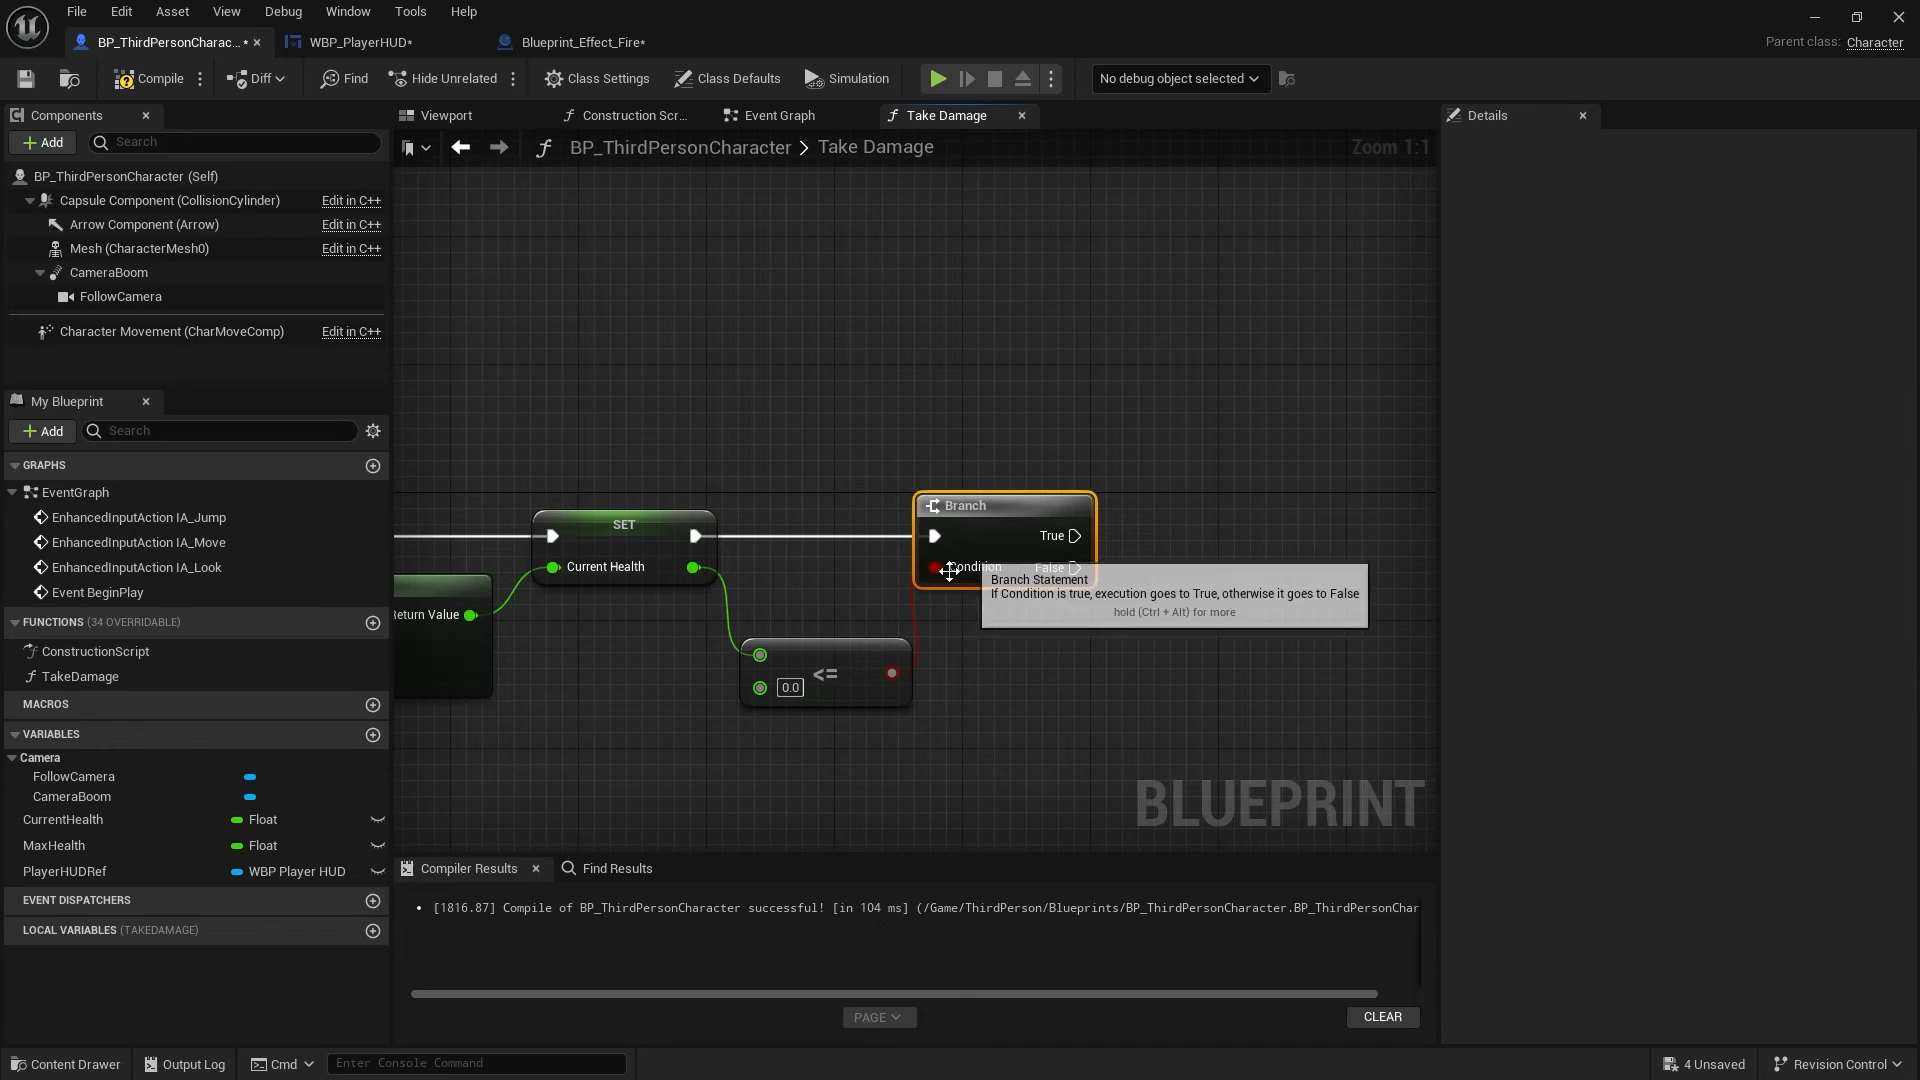 File Edit Asset View Debug Window Tools Help
BP_ThirdPersonCharac... •
WBP_PlayerHUD*
Blueprint_Effect_Fire*
Parent class: Character
Compile
Diff
Find
Hide Unrelated
Class Settings
Class Defaults
Simulation
No debug object selected
Components
Viewport
Construction Scr...
Event Graph
Take Damage
Details
Add
Search
BP_ThirdPersonCharacter > Take Damage
Zoom 1:1
BP_ThirdPersonCharacter (Self)
Capsule Component (CollisionCylinder) Edit in C++
Arrow Component (Arrow) Edit in C++
Mesh (CharacterMesh0) Edit in C++
CameraBoom
FollowCamera
Character Movement (CharMoveComp) Edit in C++
My Blueprint
Add
Search
GRAPHS
EventGraph
EnhancedInputAction IA_Jump
EnhancedInputAction IA_Move
EnhancedInputAction IA_Look
Event BeginPlay
FUNCTIONS (34 OVERRIDABLE)
ConstructionScript
TakeDamage
MACROS
VARIABLES
Camera
FollowCamera
CameraBoom
CurrentHealth Float
MaxHealth Float
PlayerHUDRef WBP Player HUD
EVENT DISPATCHERS
LOCAL VARIABLES (TAKEDAMAGE)
Return Value
SET
Current Health
<=
0.0
Branch
True
Condition False
Branch Statement
If Condition is true, execution goes to True, otherwise it goes to False
hold (Ctrl + Alt) for more
BLUEPRINT
Compiler Results
Find Results
[1816.87] Compile of BP_ThirdPersonCharacter successful! [in 104 ms] (/Game/ThirdPerson/Blueprints/BP_ThirdPersonCharacter.BP_ThirdPersonChar
PAGE
CLEAR
Content Drawer
Output Log
Cmd
Enter Console Command
4 Unsaved
Revision Control